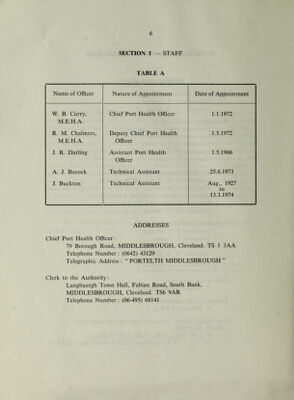 6
SECTION I — STAFF
TABLE A
Name of Officer Nature of Appointment Date of Appointment
W. B. Curry, Chief Port Health Officer 1.1.1972
M.E.H.A.
R. M. Chalmers, Deputy Chief Port Health 1.5.1972
M.E.H.A. Officer
J. R. Darling Assistant Port Health 1.5.1966
Officer
A. J. Bocock Technical Assistant 25.6.1973
J. Buckton Technical Assistant Aug., 1927
to
13.3.1974
ADDRESSES
Chief Port Health Officer :
79 Borough Road, MIDDLESBROUGH, Cleveland. TS 1 3AA
Telephone Number : (0642) 43129
Telegraphic Address : " PORTELTH MIDDLESBROUGH "
Clerk to the Authority :
Langbaurgh Town Hall, Fabian Road, South Bank,
MIDDLESBROUGH, Cleveland. TS6 9AR
Telephone Number : (06-495) 68141